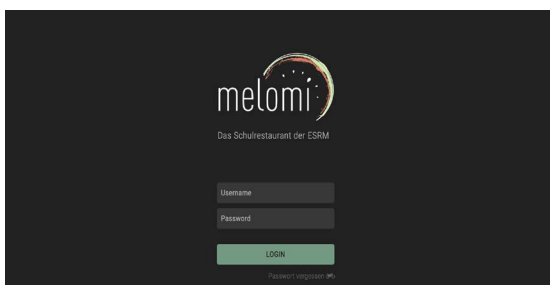 melomi
Das Schulrestaurant der ESRM
Username
Password
LOGIN
Passwort vergessen